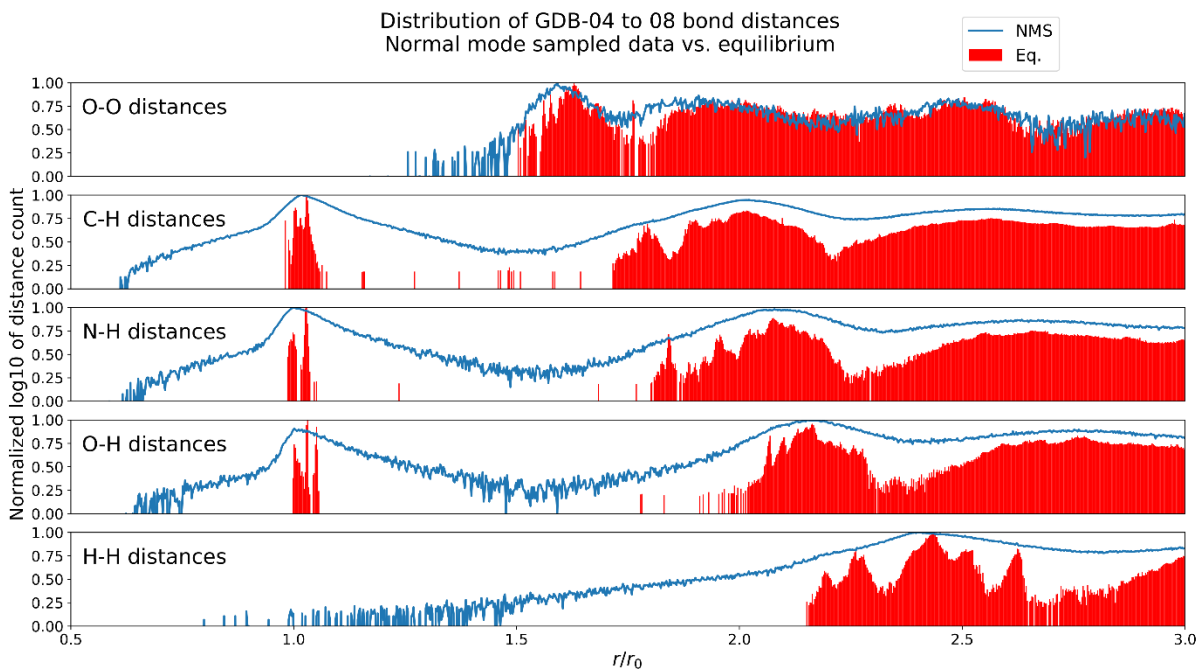 Distribution of GDB-04 to 08 bond distances
Normal mode sampled data vs. equilibrium
NMS
Eq.
Normalized log10 of distance count
1.00
0.75
0.50
0.25
0.00
O-O distances
1.00
0.75
0.50
0.25
0.00
C-H distances
1.00
0.75
0.50
0.25
0.00
N-H distances
1.00
0.75
0.50
0.25
0.00
O-H distances
1.00
0.75
0.50
0.25
0.00
H-H distances
0.5 1.0 1.5 2.0 2.5 3.0
r/r₀